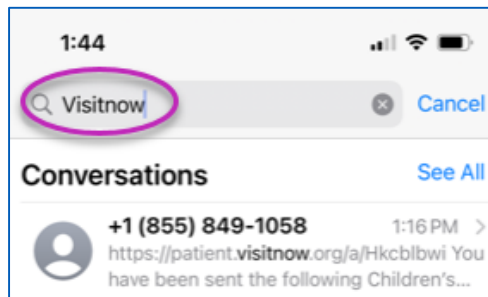 1:44
Visitnow
Cancel
Conversations
See All
+1 (855) 849-1058
1:16 PM
https://patient.visitnow.org/a/Hkcblbwi You
have been sent the following Children's...